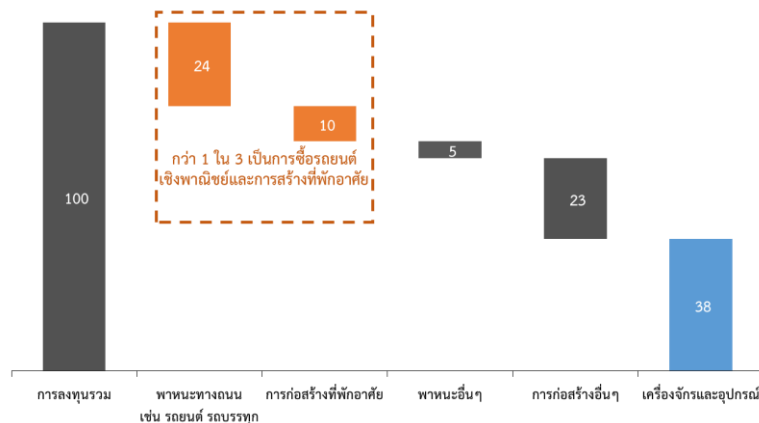 24
10
กว่า 1 ใน 3 เป็นการซื้อรถยนต์
เชิงพาณิชย์และการสร้างที่พักอาศัย
5
100
23
38
การลงทุนรวม
พาหนะทางถนน
เช่น รถยนต์ รถบรรทุก
การก่อสร้างที่พักอาศัย
พาหนะอื่นๆ
การก่อสร้างอื่นๆ
เครื่องจักรและอุปกรณ์